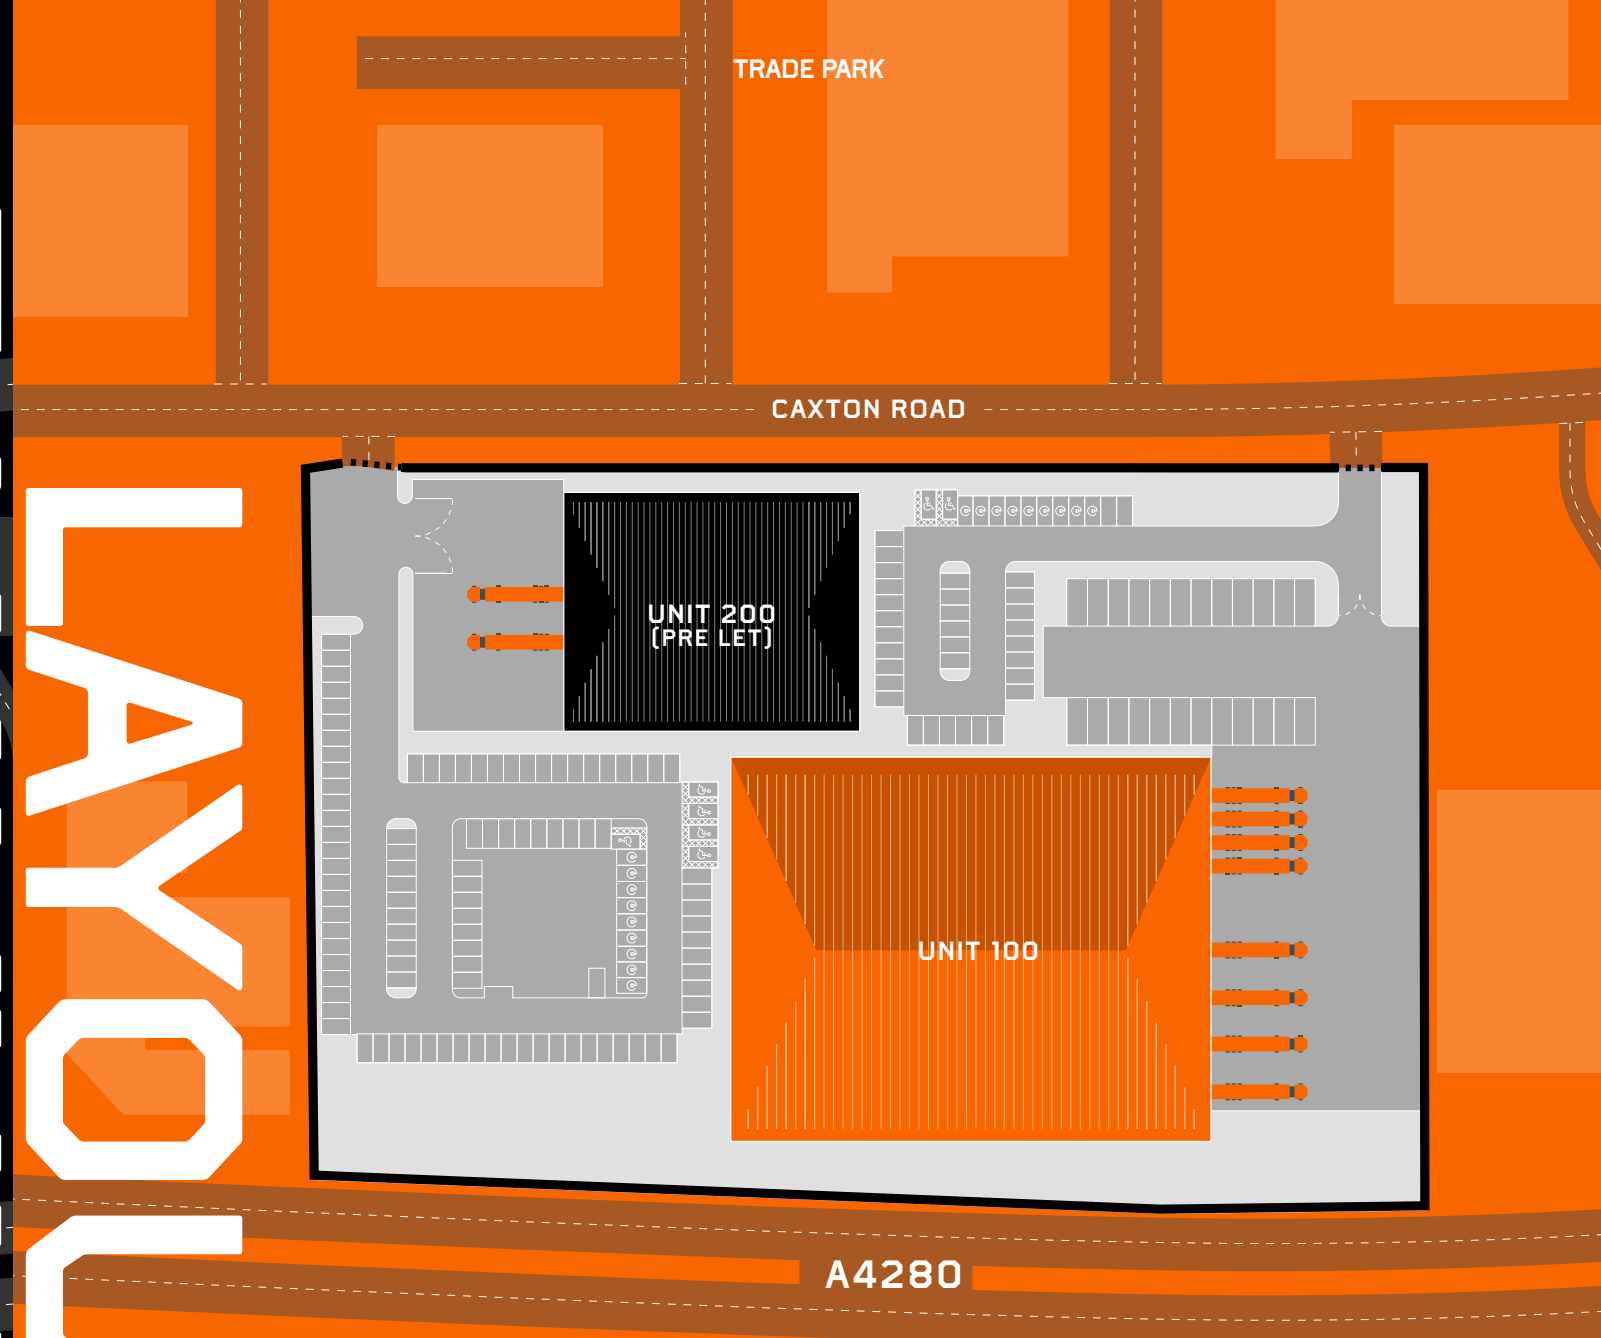 TRADE PARK
CAXTON ROAD
UNIT 200
(PRE LET)
UNIT 100
A4280
LAYOU